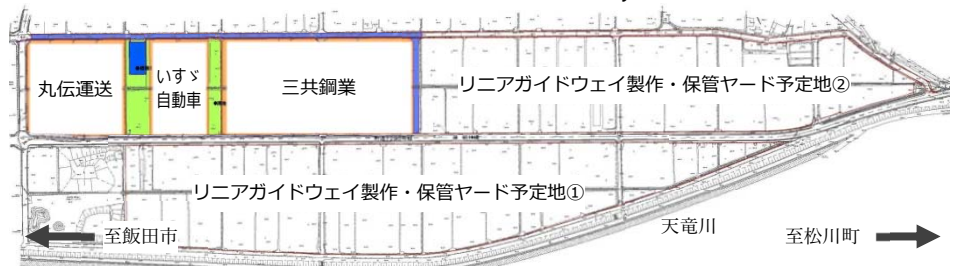 丸伝運送
いすゞ
自動車
三共鋼業
リニアガイドウェイ製作・保管ヤード予定地②
リニアガイドウェイ製作・保管ヤード予定地①
天竜川
至飯田市
至松川町